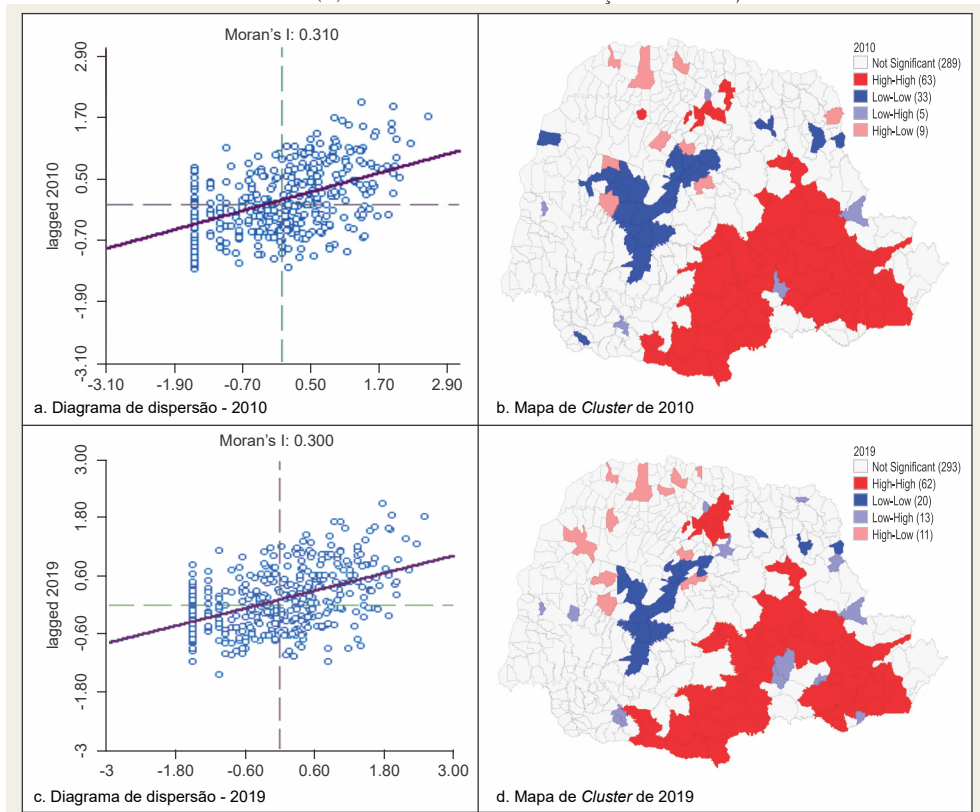 Moran's I: 0.310
2.90
1.70
0.50
-0.70
-1.90
-3.10
lagged 2010
-3.10 -1.90 -0.70 0.50 1.70 2.90
a. Diagrama de dispersão - 2010
2010
Not Significant (289)
High-High (63)
Low-Low (33)
Low-High (5)
High-Low (9)
b. Mapa de Cluster de 2010
Moran's I: 0.300
3.00
1.80
0.60
-0.60
-1.80
-3
lagged 2019
-3 -1.80 -0.60 0.60 1.80 3.00
c. Diagrama de dispersão - 2019
2019
Not Significant (293)
High-High (62)
Low-Low (20)
Low-High (13)
High-Low (11)
d. Mapa de Cluster de 2019